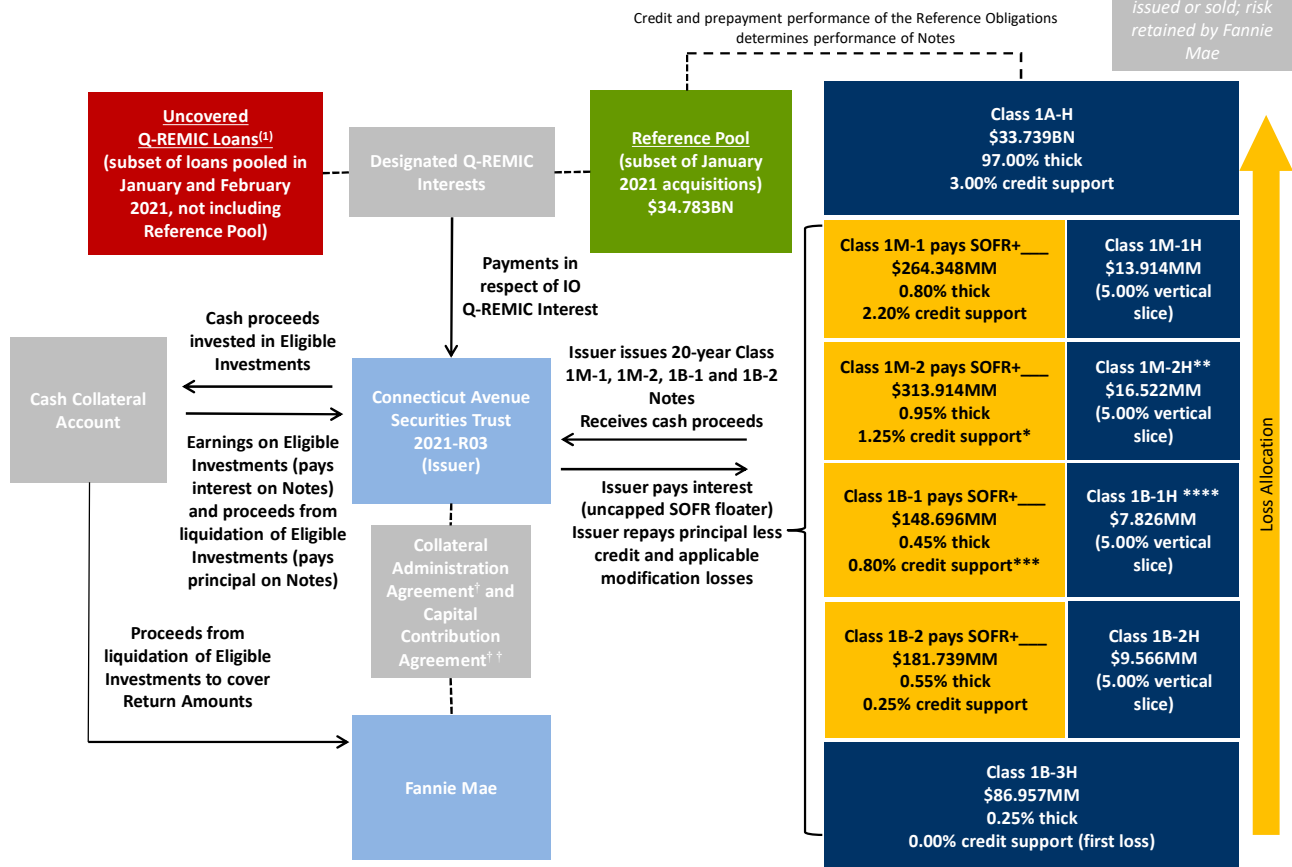 Credit and prepayment performance of the Reference Obligations
determines performance of Notes
issued or sold; risk
retained by Fannie
Mae
Uncovered
Q-REMIC Loans(1)
(subset of loans pooled in
January and February
2021, not including
Reference Pool)
Designated Q-REMIC
Interests
Reference Pool
(subset of January
2021 acquisitions)
$34.783BN
Class 1A-H
$33.739BN
97.00% thick
3.00% credit support
Payments in
respect of IO
Q-REMIC Interest
Class 1M-1 pays SOFR+___
$264.348MM
0.80% thick
2.20% credit support
Class 1M-1H
$13.914MM
(5.00% vertical
slice)
Cash proceeds
invested in Eligible
Investments
Cash Collateral
Account
Earnings on Eligible
Investments (pays
interest on Notes)
and proceeds from
liquidation of Eligible
Investments (pays
principal on Notes)
Connecticut Avenue
Securities Trust
2021-R03
(Issuer)
Issuer issues 20-year Class
1M-1, 1M-2, 1B-1 and 1B-2
Notes
Receives cash proceeds
Issuer pays interest
(uncapped SOFR floater)
Issuer repays principal less
credit and applicable
modification losses
Class 1M-2 pays SOFR+___
$313.914MM
0.95% thick
1.25% credit support*
Class 1M-2H**
$16.522MM
(5.00% vertical
slice)
Class 1B-1 pays SOFR+___
$148.696MM
0.45% thick
0.80% credit support***
Class 1B-1H ****
$7.826MM
(5.00% vertical
slice)
Loss Allocation
Collateral
Administration
Agreement† and
Capital
Contribution
Agreement† †
Proceeds from
liquidation of Eligible
Investments to cover
Return Amounts
Class 1B-2 pays SOFR+___
$181.739MM
0.55% thick
0.25% credit support
Class 1B-2H
$9.566MM
(5.00% vertical
slice)
Fannie Mae
Class 1B-3H
$86.957MM
0.25% thick
0.00% credit support (first loss)